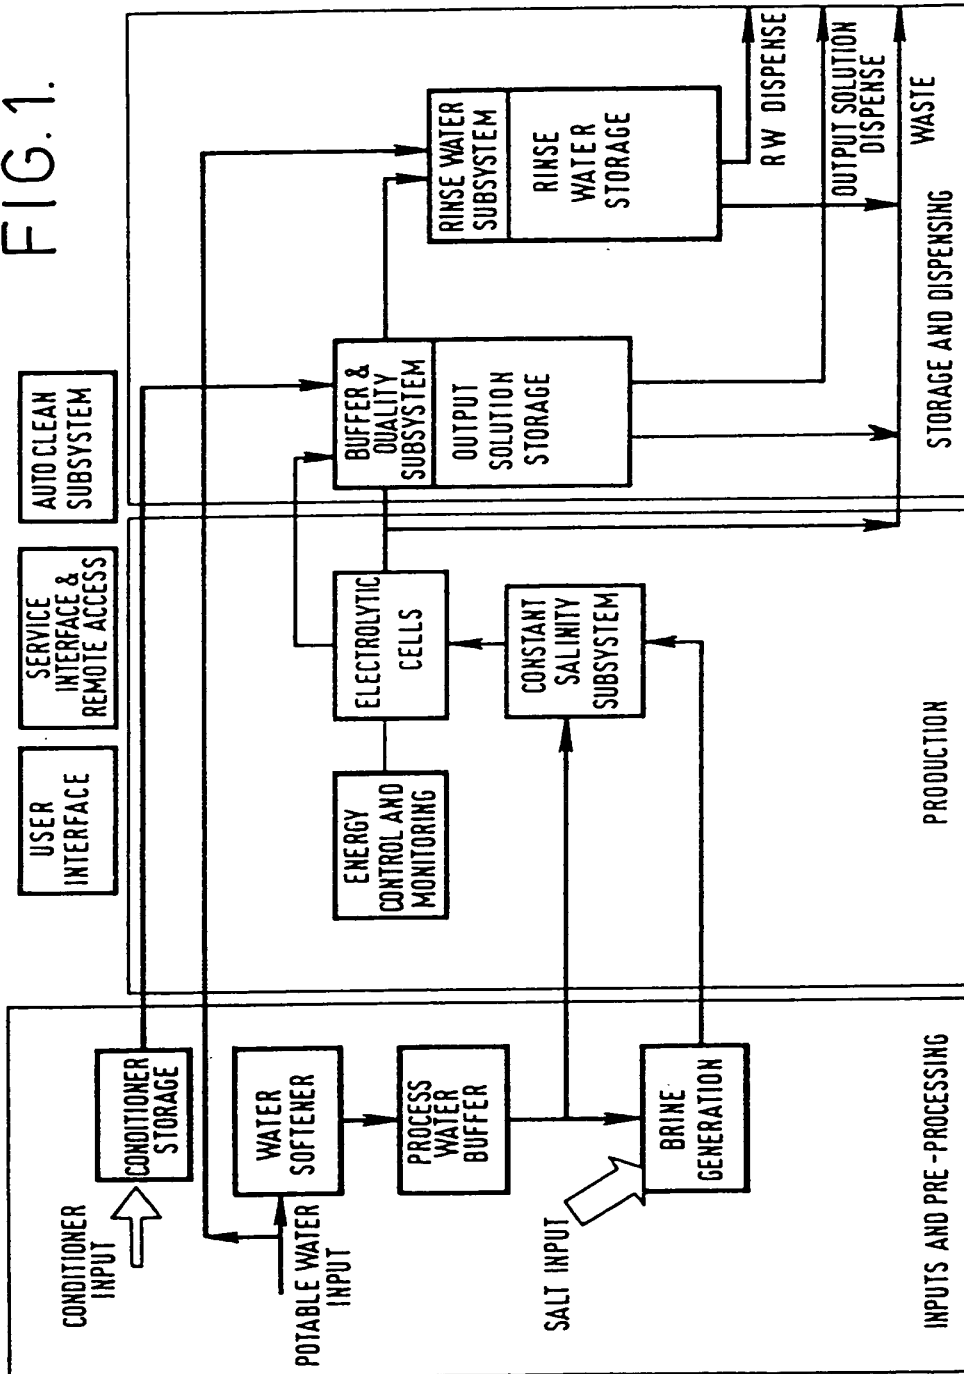 FIG. 1.
USER
INTERFACE
SERVICE
INTERFACE &
REMOTE ACCESS
AUTOCLEAN
SUBSYSTEM
CONDITIONER
INPUT
CONDITIONER
STORAGE
POTABLE WATER
INPUT
WATER
SOFTENER
PROCESS
WATER
BUFFER
SALT INPUT
BRINE
GENERATION
INPUTS AND PRE-PROCESSING
ENERGY
CONTROL AND
MONITORING
ELECTROLYTIC
CELLS
CONSTANT
SALINITY
SUBSYSTEM
PRODUCTION
BUFFER &
QUALITY
SUBSYSTEM
OUTPUT
SOLUTION
STORAGE
RINSE WATER
SUBSYSTEM
RINSE
WATER
STORAGE
RW DISPENSE
OUTPUT SOLUTION
DISPENSE
WASTE
STORAGE AND DISPENSING